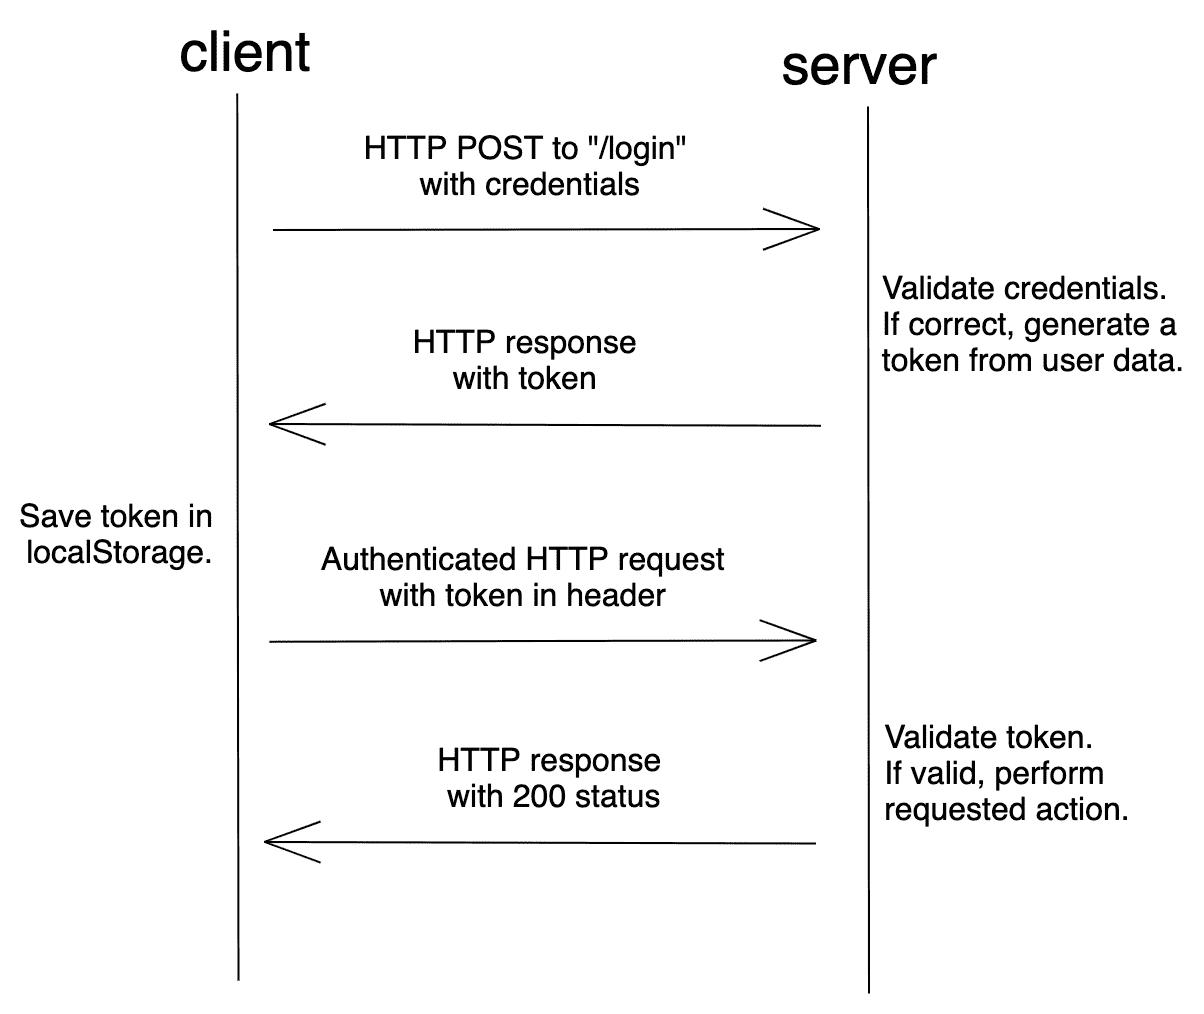 client
server
HTTP POST to "/login"
with credentials
Validate credentials.
If correct, generate a
token from user data.
HTTP response
with token
Save token in
localStorage.
Authenticated HTTP request
with token in header
Validate token.
If valid, perform
requested action.
HTTP response
with 200 status